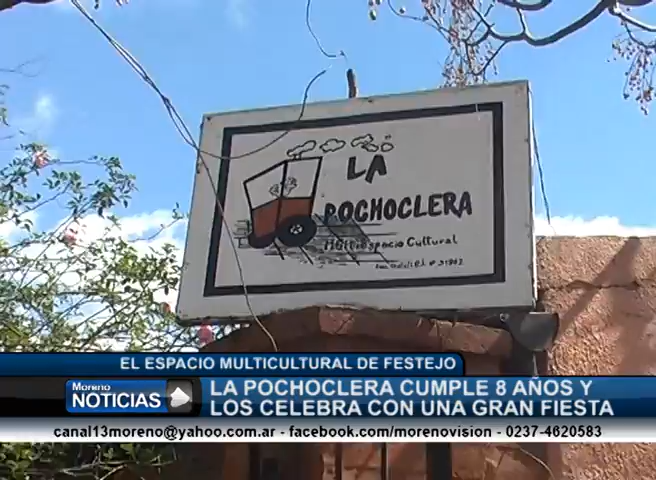 LA
POCHOCLERA
Multiespacio Cultural
EL ESPACIO MULTICULTURAL DE FESTEJO
Moreno
NOTICIAS
LA POCHOCLERA CUMPLE 8 AÑOS Y
LOS CELEBRA CON UNA GRAN FIESTA
canal13moreno@yahoo.com.ar - facebook.com/morenovision - 0237-4620583